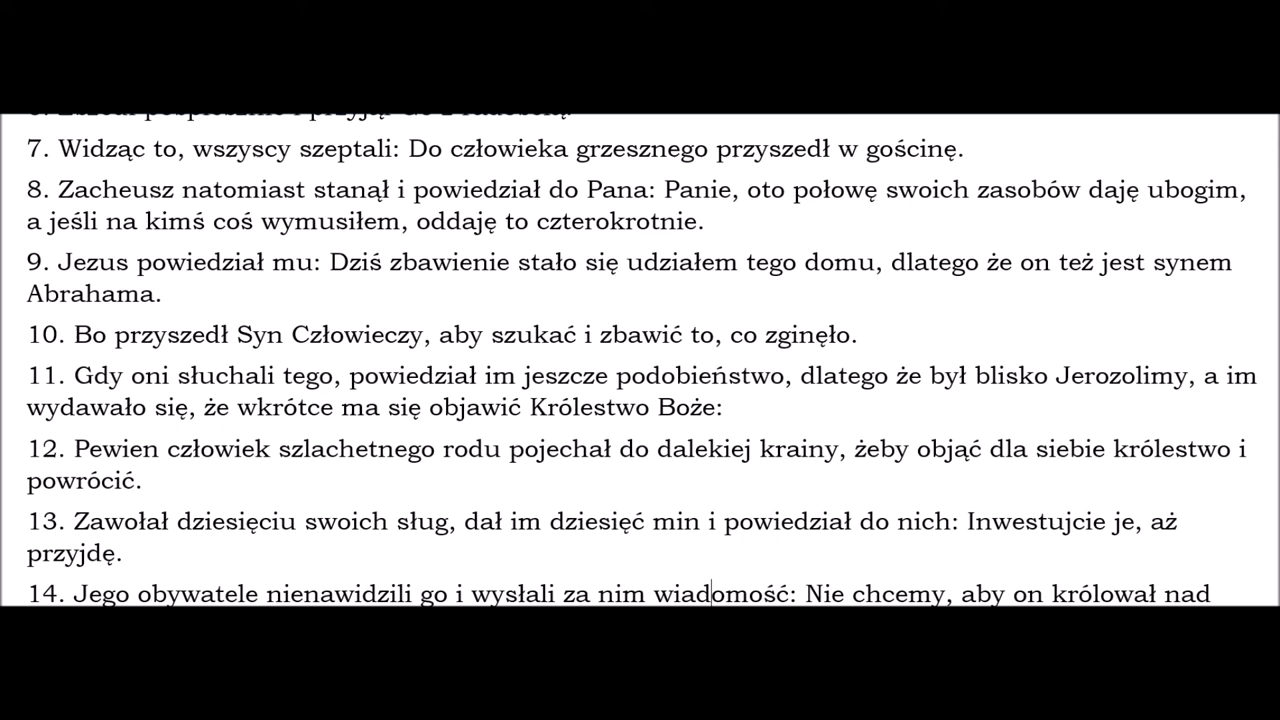 7. Widząc to, wszyscy szeptali: Do człowieka grzesznego przyszedł w gościnę.
8. Zacheusz natomiast stanął i powiedział do Pana: Panie, oto połowę swoich zasobów daję ubogim,
a jeśli na kimś coś wymusiłem, oddaję to czterokrotnie.
9. Jezus powiedział mu: Dziś zbawienie stało się udziałem tego domu, dlatego że on też jest synem
Abrahama.
10. Bo przyszedł Syn Człowieczy, aby szukać i zbawić to, co zginęło.
11. Gdy oni słuchali tego, powiedział im jeszcze podobieństwo, dlatego że był blisko Jerozolimy, a im
wydawało się, że wkrótce ma się objawić Królestwo Boże:
12. Pewien człowiek szlachetnego rodu pojechał do dalekiej krainy, żeby objąć dla siebie królestwo i
powrócić.
13. Zawołał dziesięciu swoich sług, dał im dziesięć min i powiedział do nich: Inwestujcie je, aż
przyjdę.
14. Jego obywatele nienawidzili go i wysłali za nim wiadomość: Nie chcemy, aby on królował nad